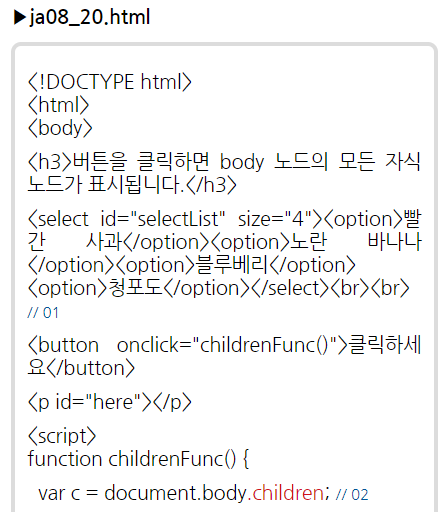 ▶ja08_20.html
<!DOCTYPE html>
<html>
<body>
<h3>버튼을 클릭하면 body 노드의 모든 자식
노드가 표시됩니다.</h3>
<select id="selectList" size="4"><option>빨
간 사과</option><option>노란 바나나
</option><option>블루베리</option>
<option>청포도</option></select><br><br>
// 01
<button onclick="childrenFunc()">클릭하세
요</button>
<p id="here"></p>
<script>
function childrenFunc() {
var c = document.body.children; // 02